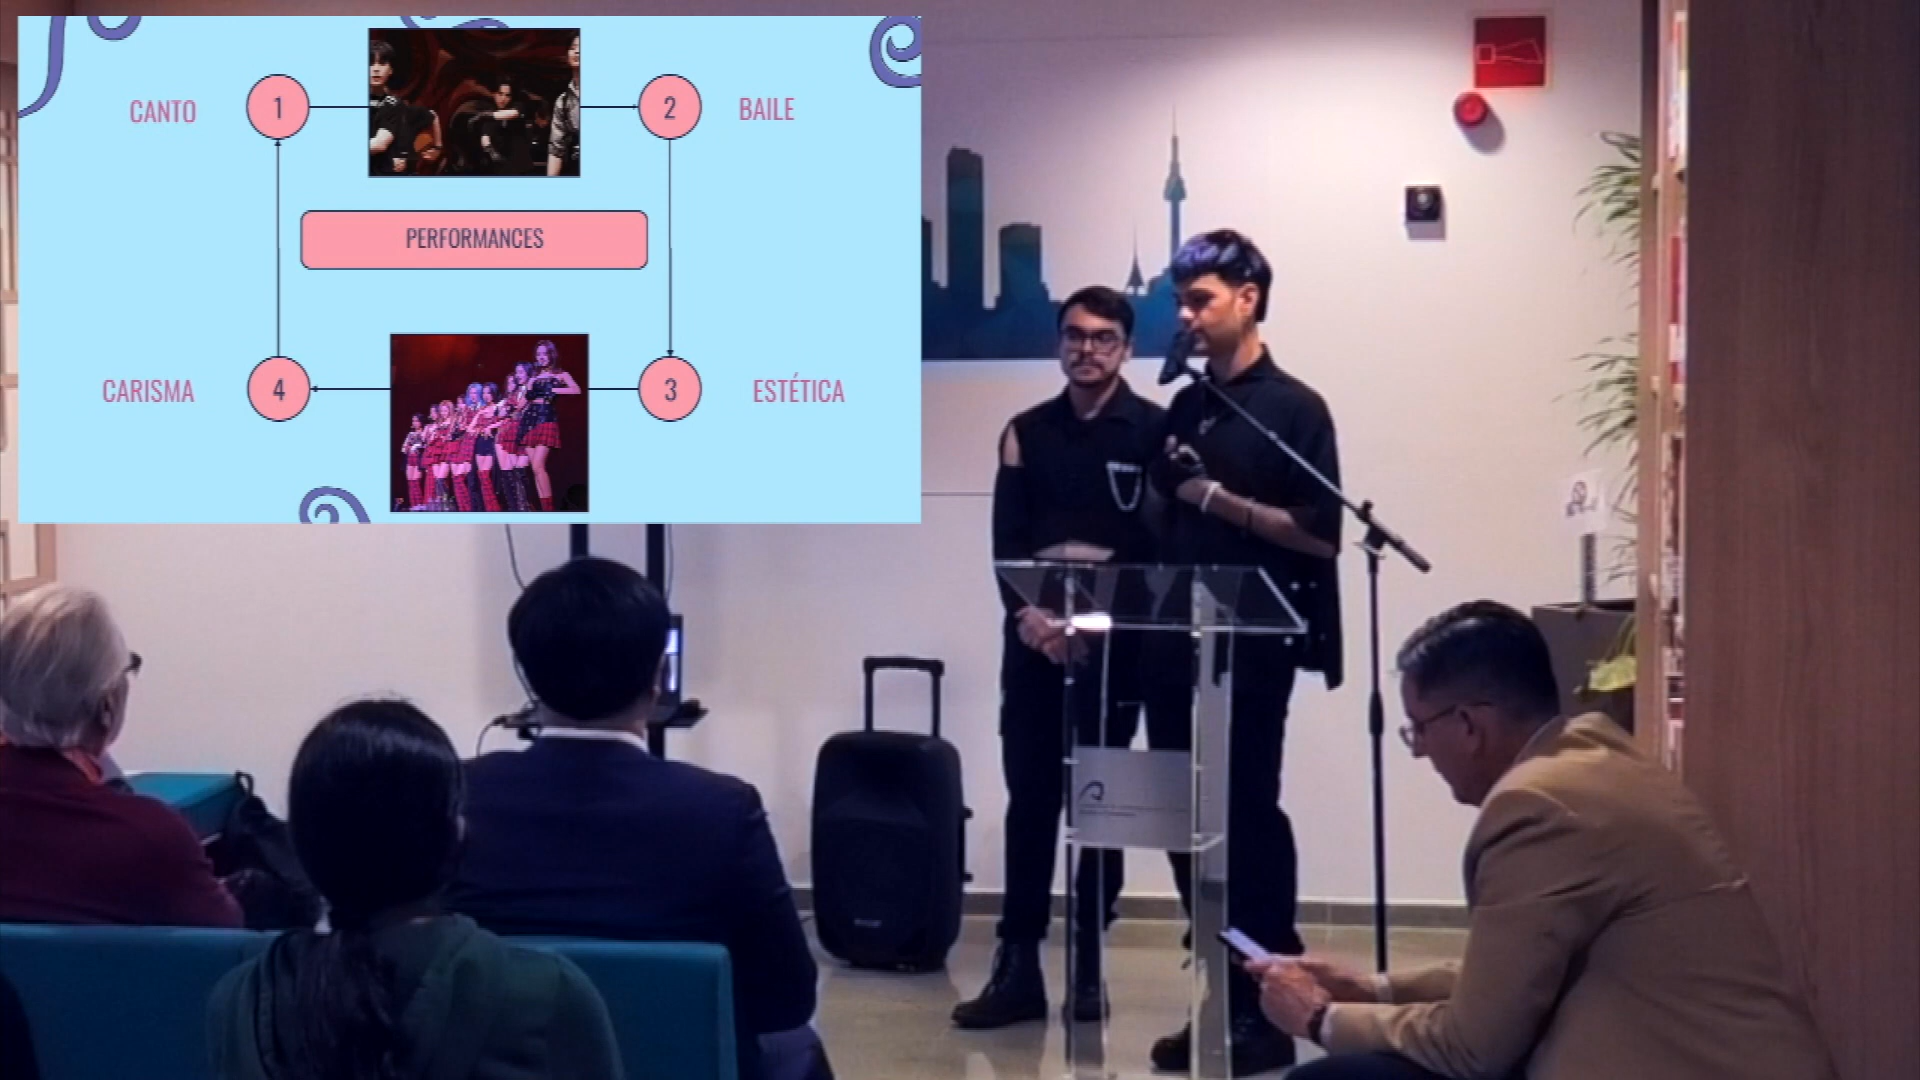 CANTO
1
2
BAILE
PERFORMANCES
CARISMA
4
3
ESTÉTICA